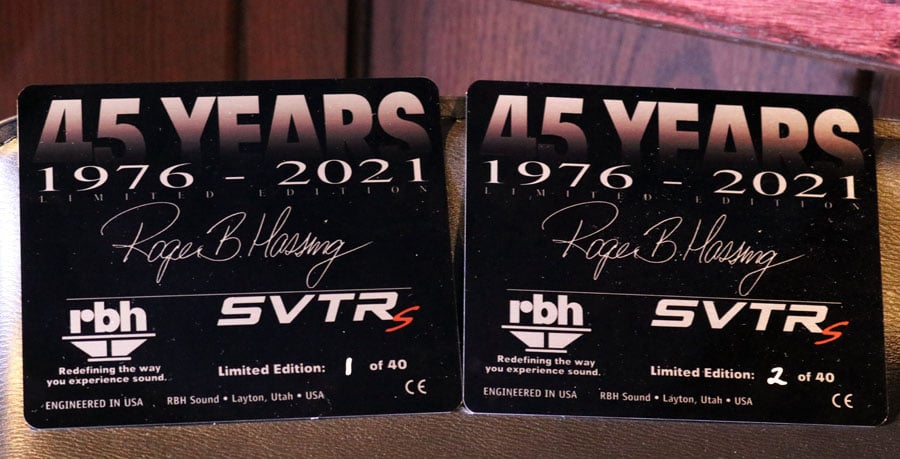 45 YEARS
1976 - 2021
LIMITED EDITION
Roger B. Hassing
rbh
SVTRs
Redefining the way
you experience sound.
Limited Edition: 1 of 40
ENGINEERED IN USA
RBH Sound • Layton, Utah • USA
CE
45 YEARS
1976 - 2021
LIMITED EDITION
Roger B. Hassing
rbh
SVTRs
Redefining the way
you experience sound.
Limited Edition: 2 of 40
ENGINEERED IN USA
RBH Sound • Layton, Utah • USA
CE